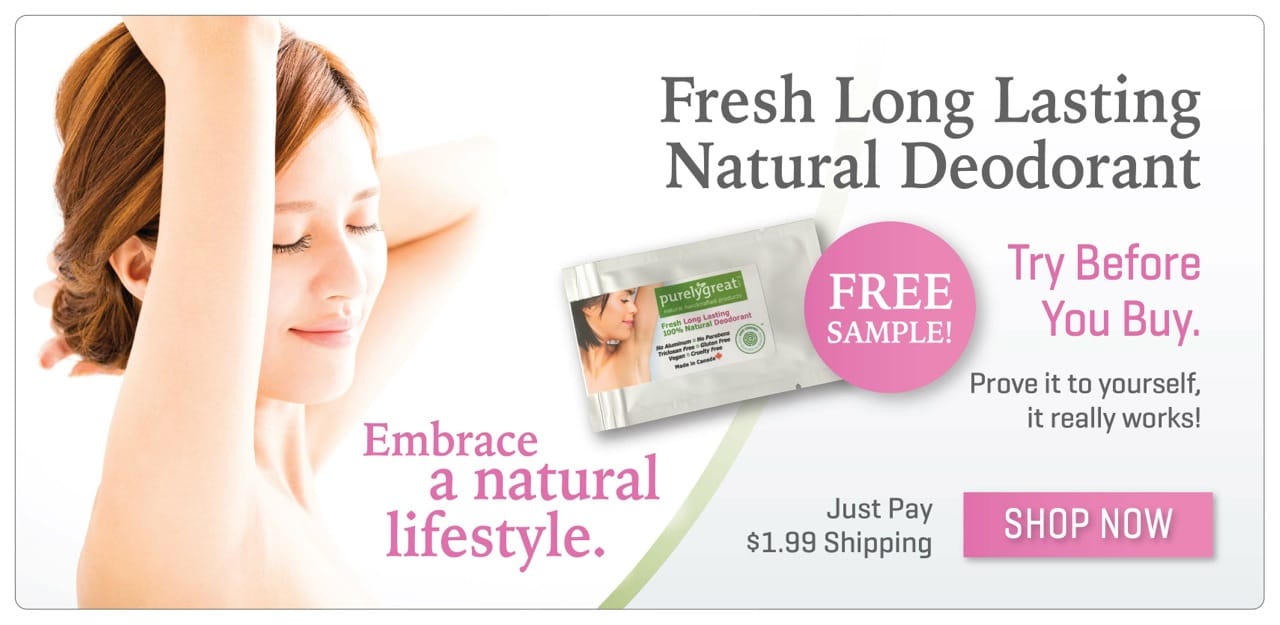 Fresh Long Lasting
Natural Deodorant
purelygreat
natural handcrafted products
Fresh Long Lasting
100% Natural Deodorant
No Aluminum No Parabens
Triclosan Free Gluten Free
Vegan Cruelty Free
Made in Canada
FREE
SAMPLE!
Try Before
You Buy.
Prove it to yourself,
it really works!
Embrace
a natural
lifestyle.
Just Pay
$1.99 Shipping
SHOP NOW